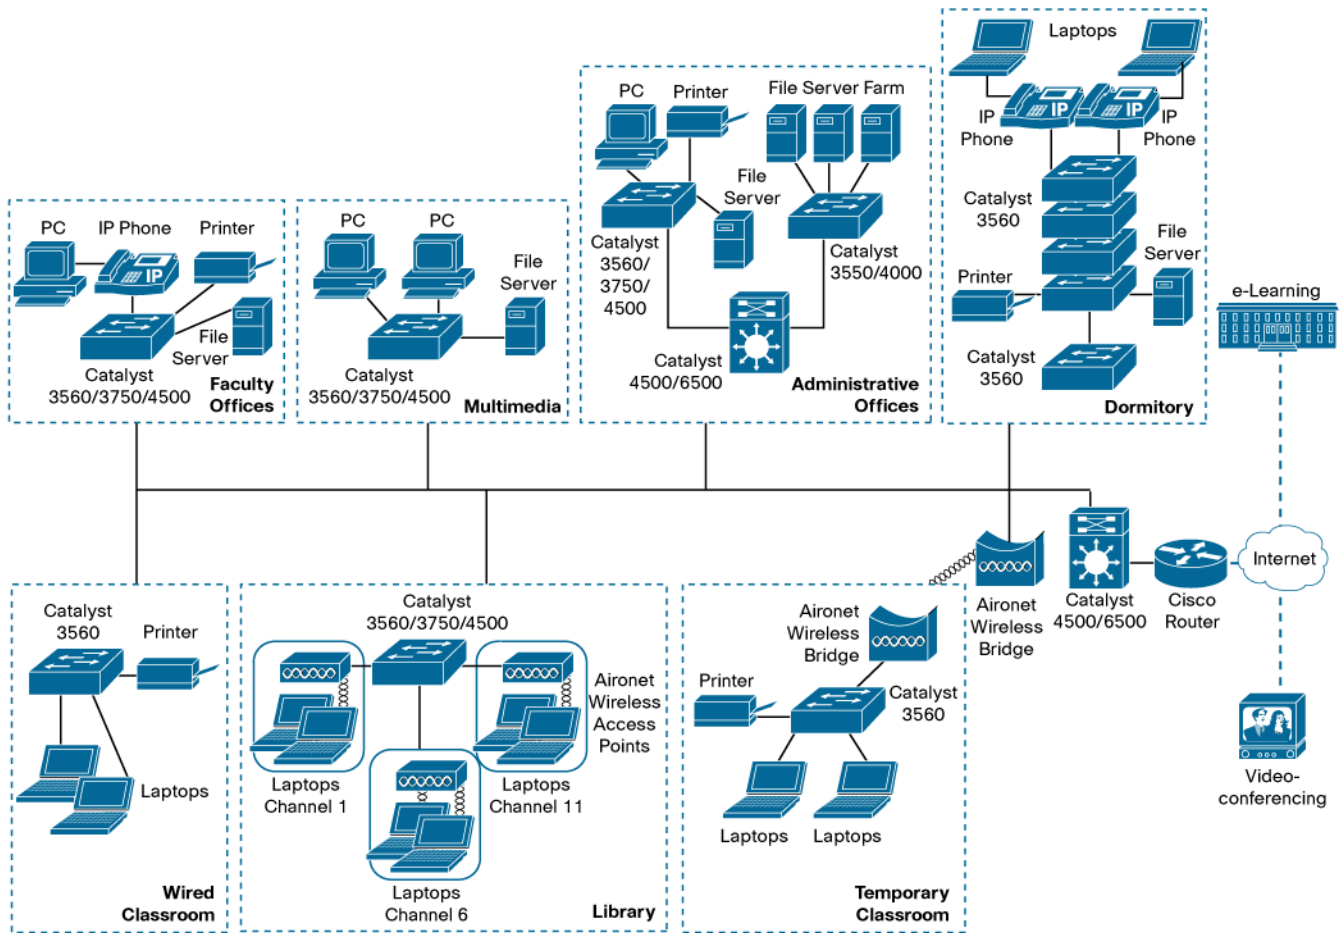 Laptops
IP
IP
IP
Phone
IP
Phone
Catalyst
3560
File
Server
Printer
Catalyst
3560
Dormitory
PC
Printer
File Server Farm
File
Server
Catalyst
3560/
3750/
4500
Catalyst
3550/4000
Catalyst
4500/6500
Administrative
Offices
PC
IP Phone
Printer
IP
File
Server
Catalyst
3560/3750/4500
Faculty
Offices
PC
PC
File
Server
Catalyst
3560/3750/4500
Multimedia
e-Learning
Internet
Aironet
Wireless
Bridge
Catalyst
4500/6500
Cisco
Router
Video-
conferencing
Catalyst
3560
Printer
Laptops
Wired
Classroom
Catalyst
3560/3750/4500
Aironet
Wireless
Access
Points
Laptops
Channel 1
Laptops
Channel 11
Laptops
Channel 6
Library
Aironet
Wireless
Bridge
Printer
Catalyst
3560
Laptops
Laptops
Temporary
Classroom